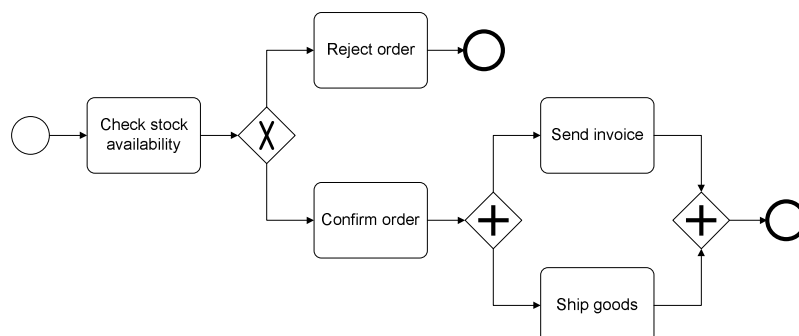 Reject order
Check stock
availability
Send invoice
Confirm order
Ship goods